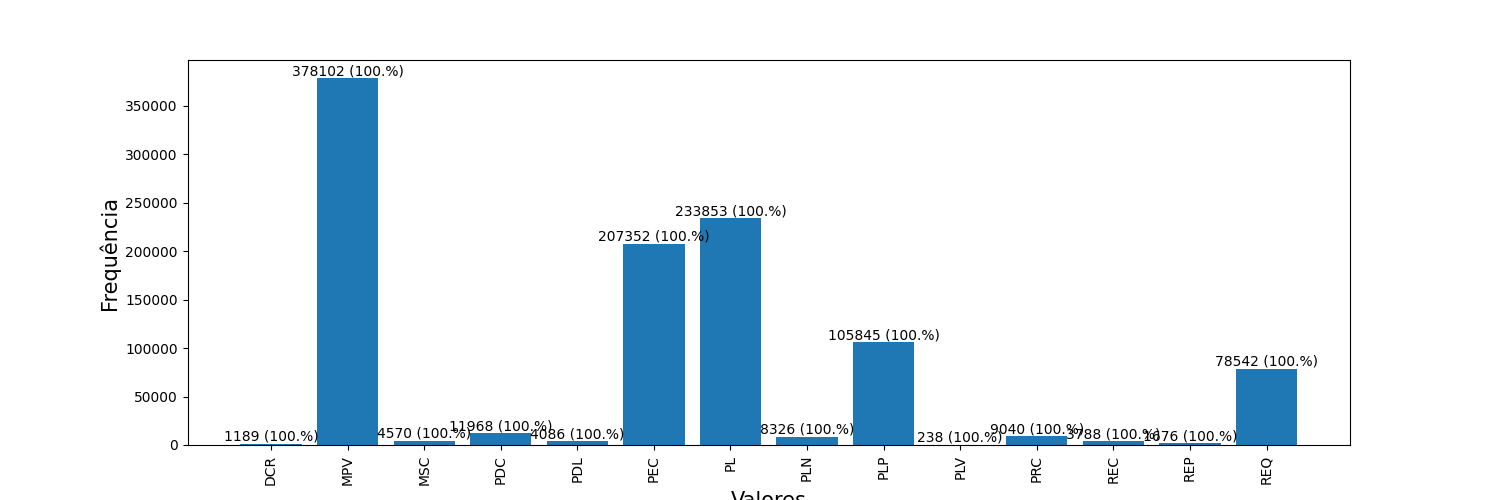 378102 (100.%)
350000
300000
250000
233853 (100.%)
207352 (100.%)
200000
150000
105845 (100.%)
100000
78542 (100.%)
50000
11968 (100.%)
1189 (100.%)
4570 (100.%)
4086 (100.%)
8326 (100.%)
238 (100.%)
9040 (100.%)
3788 (100.%)
1676 (100.%)
0
Frequência
DCR
MPV
MSC
PDC
PDL
PEC
PL
PLN
PLP
PLV
PRC
REC
REP
REQ
Valores